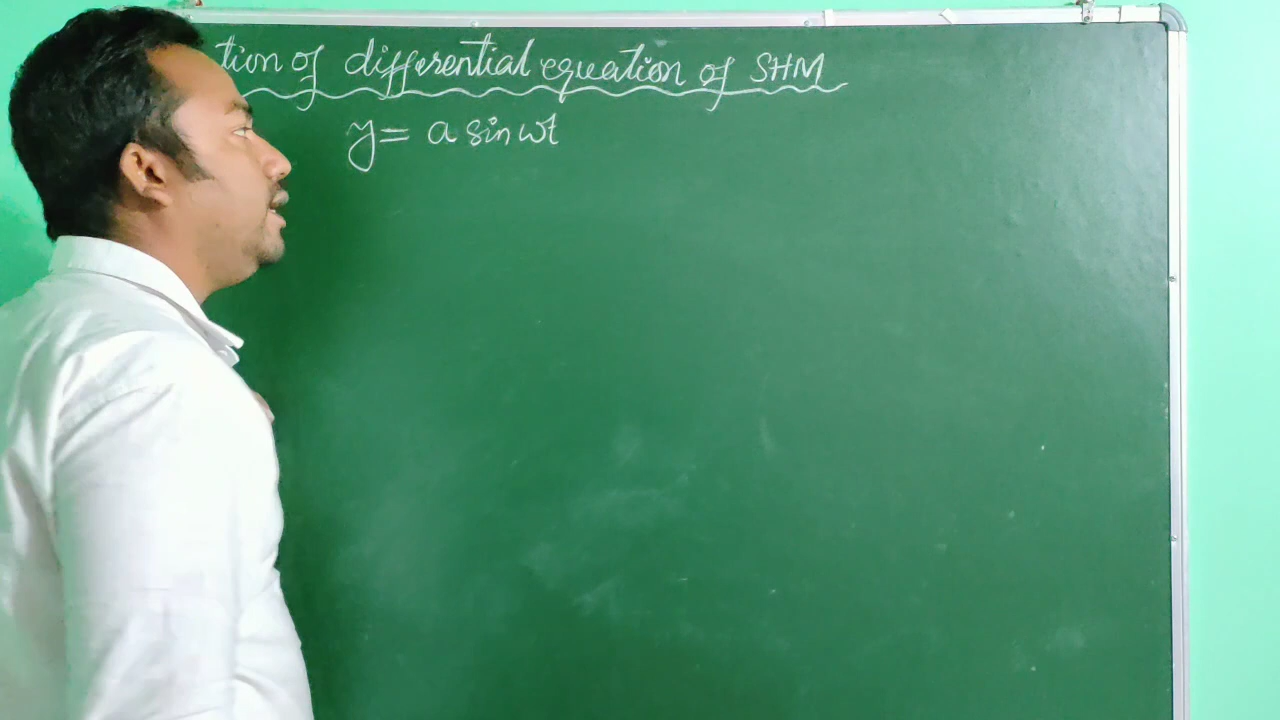 tion of differential equation of SHM
y = a sin ωt